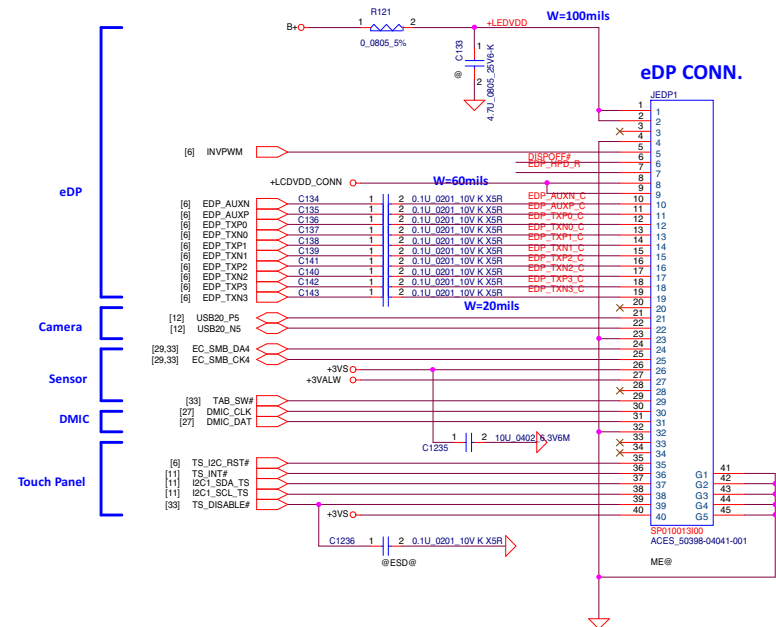 R121
1 2
B+
0_0805_5%
+LEDVDD
W=100mils
C133
1
2
@
4.7U_0805_25V6-K
eDP CONN.
JEDP1
eDP
[6] INVPWM
DISPOFF#
EDP_HPD_R
W=60mils
+LCDVDD_CONN
[6] EDP_AUXN C134 1 2 0.1U_0201_10V K X5R EDP_AUXN_C
[6] EDP_AUXP C135 1 2 0.1U_0201_10V K X5R EDP_AUXP_C
[6] EDP_TXP0 C136 1 2 0.1U_0201_10V K X5R EDP_TXP0_C
[6] EDP_TXN0 C137 1 2 0.1U_0201_10V K X5R EDP_TXN0_C
[6] EDP_TXP1 C138 1 2 0.1U_0201_10V K X5R EDP_TXP1_C
[6] EDP_TXN1 C139 1 2 0.1U_0201_10V K X5R EDP_TXN1_C
[6] EDP_TXP2 C141 1 2 0.1U_0201_10V K X5R EDP_TXP2_C
[6] EDP_TXN2 C140 1 2 0.1U_0201_10V K X5R EDP_TXN2_C
[6] EDP_TXP3 C142 1 2 0.1U_0201_10V K X5R EDP_TXP3_C
[6] EDP_TXN3 C143 1 2 0.1U_0201_10V K X5R EDP_TXN3_C
W=20mils
Camera
[12] USB20_P5
[12] USB20_N5
Sensor
[29,33] EC_SMB_DA4
[29,33] EC_SMB_CK4
+3VS
+3VALW
[33] TAB_SW#
DMIC
[27] DMIC_CLK
[27] DMIC_DAT
C1235 1 2 10U_0402_6.3V6M
Touch Panel
[6] TS_I2C_RST#
[11] TS_INT#
[11] I2C1_SDA_TS
[11] I2C1_SCL_TS
[33] TS_DISABLE#
+3VS
C1236 1 2 0.1U_0201_10V K X5R
@ESD@
1 1
2 2
3 3
4 4
5 5
6 6
7 7
8 8
9 9
10 10
11 11
12 12
13 13
14 14
15 15
16 16
17 17
18 18
19 19
20 20
21 21
22 22
23 23
24 24
25 25
26 26
27 27
28 28
29 29
30 30
31 31
32 32
33 33
34 34
35 35
36 36
37 37
38 38
39 39
40 40
G1 41
G2 42
G3 43
G4 44
G5 45
SP010013I00
ACES_50398-04041-001
ME@